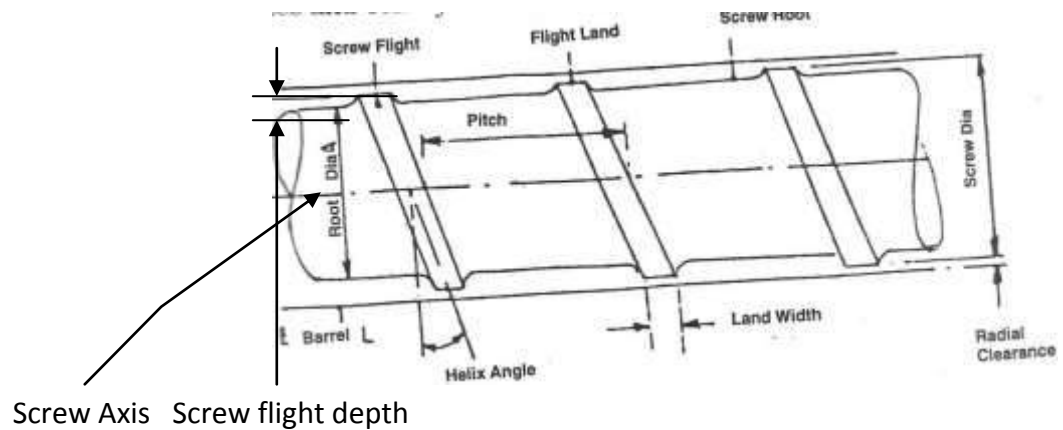 Screw Root
Flight Land
Screw Flight
Pitch
Root Dia
Screw Dia
Land Width
Barrel
Radial
Clearance
Helix Angle
Screw Axis Screw flight depth